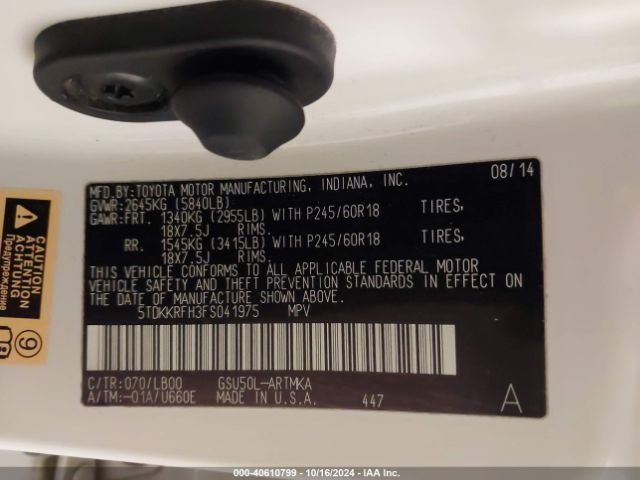 MFD.BY:TOYOTA MOTOR MANUFACTURING, INDIANA, INC. 08/14
GVWR:2645KG (5840LB)
GAWR:FRT. 1340KG (2955LB) WITH P245/60R18 TIRES,
18X7.5J RIMS.
RR. 1545KG (3415LB) WITH P245/60R18 TIRES,
18X7.5J RIMS.
THIS VEHICLE CONFORMS TO ALL APPLICABLE FEDERAL MOTOR
VEHICLE SAFETY AND THEFT PREVENTION STANDARDS IN EFFECT ON
THE DATE OF MANUFACTURE SHOWN ABOVE.
5TDKKRFH3FS041975 MPV
C/TR:070/LB00 GSU50L-ARTMKA
A/TM:-01A/U660E MADE IN U.S.A. 447 A
CAUTION
ATTENTION
ACHTUNG
Предупреждение
9
000-40610799 - 10/16/2024 - IAA Inc.